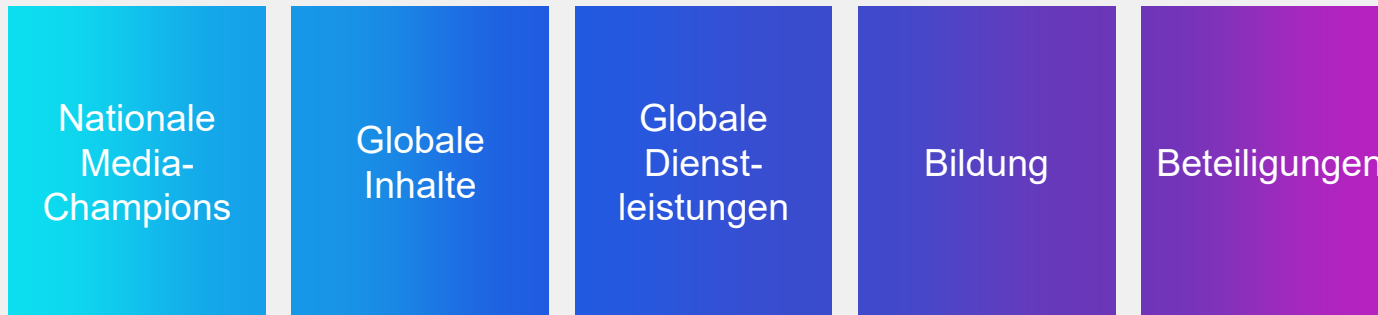 Nationale
Media-
Champions
Globale
Inhalte
Globale
Dienst-
leistungen
Bildung
Beteiligungen